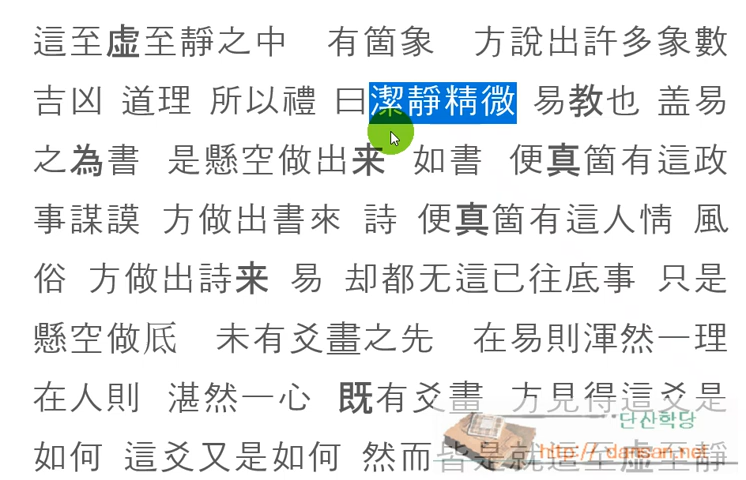 這至虛至靜之中 有箇象 方說出許多象數
吉凶 道理 所以禮 曰潔靜精微 易教也 盖易
之為書 是懸空做出来 如書 便真箇有這政
事謀謨 方做出書來 詩 便真箇有這人情 風
俗 方做出詩来 易 却都无這已往底事 只是
懸空做底 未有爻畫之先 在易則渾然一理
在人則 湛然一心 既有爻畫 方見得這爻是
如何 這爻又是如何 然而皆是就這至虛至靜
단산학당
http://dansan.net